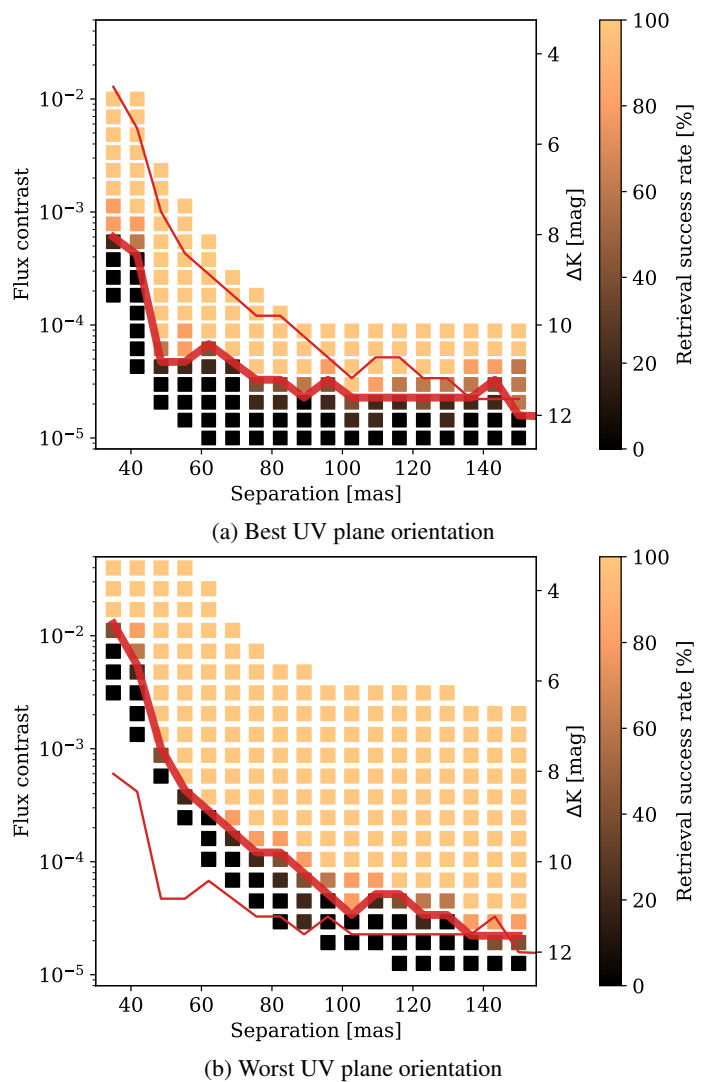 10⁻²
10⁻³
10⁻⁴
10⁻⁵
Flux contrast
40 60 80 100 120 140
Separation [mas]
4
6
8
10
12
ΔK [mag]
100
80
60
40
20
0
Retrieval success rate [%]
(a) Best UV plane orientation
10⁻²
10⁻³
10⁻⁴
10⁻⁵
Flux contrast
40 60 80 100 120 140
Separation [mas]
4
6
8
10
12
ΔK [mag]
100
80
60
40
20
0
Retrieval success rate [%]
(b) Worst UV plane orientation